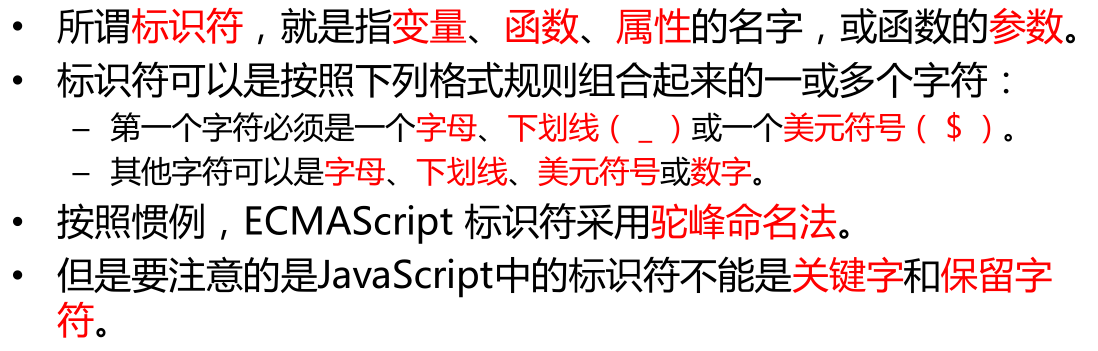 • 所谓标识符，就是指变量、函数、属性的名字，或函数的参数。
• 标识符可以是按照下列格式规则组合起来的一或多个字符：
– 第一个字符必须是一个字母、下划线（ _ ）或一个美元符号（ $ ）。
– 其他字符可以是字母、下划线、美元符号或数字。
• 按照惯例，ECMAScript 标识符采用驼峰命名法。
• 但是要注意的是JavaScript中的标识符不能是关键字和保留字
符。